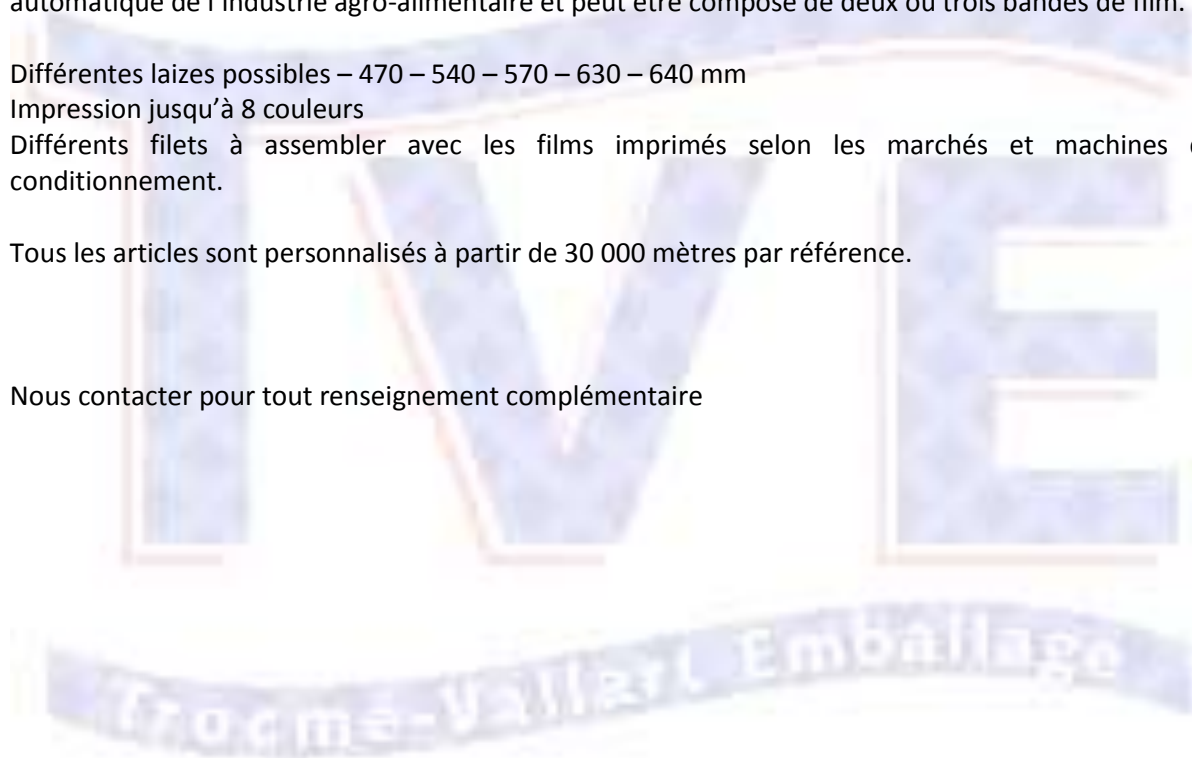 automatique de l'industrie agro-alimentaire et peut être composé de deux ou trois bandes de film.
Différentes laizes possibles – 470 – 540 – 570 – 630 – 640 mm
Impression jusqu'à 8 couleurs
Différents filets à assembler avec les films imprimés selon les marchés et machines
conditionnement.
Tous les articles sont personnalisés à partir de 30 000 mètres par référence.
Nous contacter pour tout renseignement complémentaire
TVE
Trocmé-Vallart Emballage